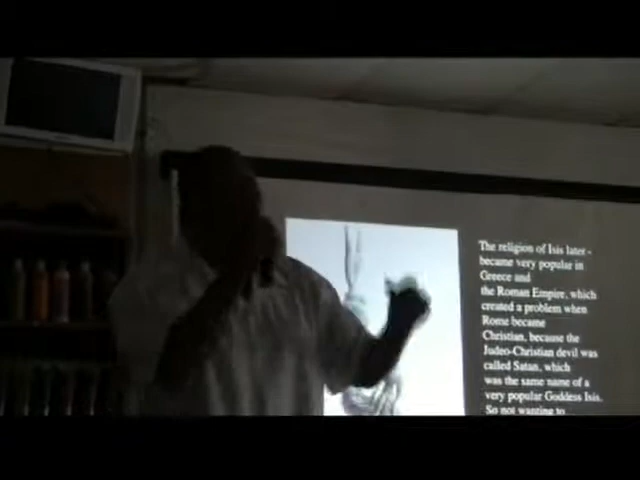 The religion of Isis later -
became very popular in
Greece and
the Roman Empire, which
created a problem when
Rome became
Christian, because the
Judeo-Christian devil was
called Satan, which
was the same name of a
very popular Goddess Isis.
So not wanting to